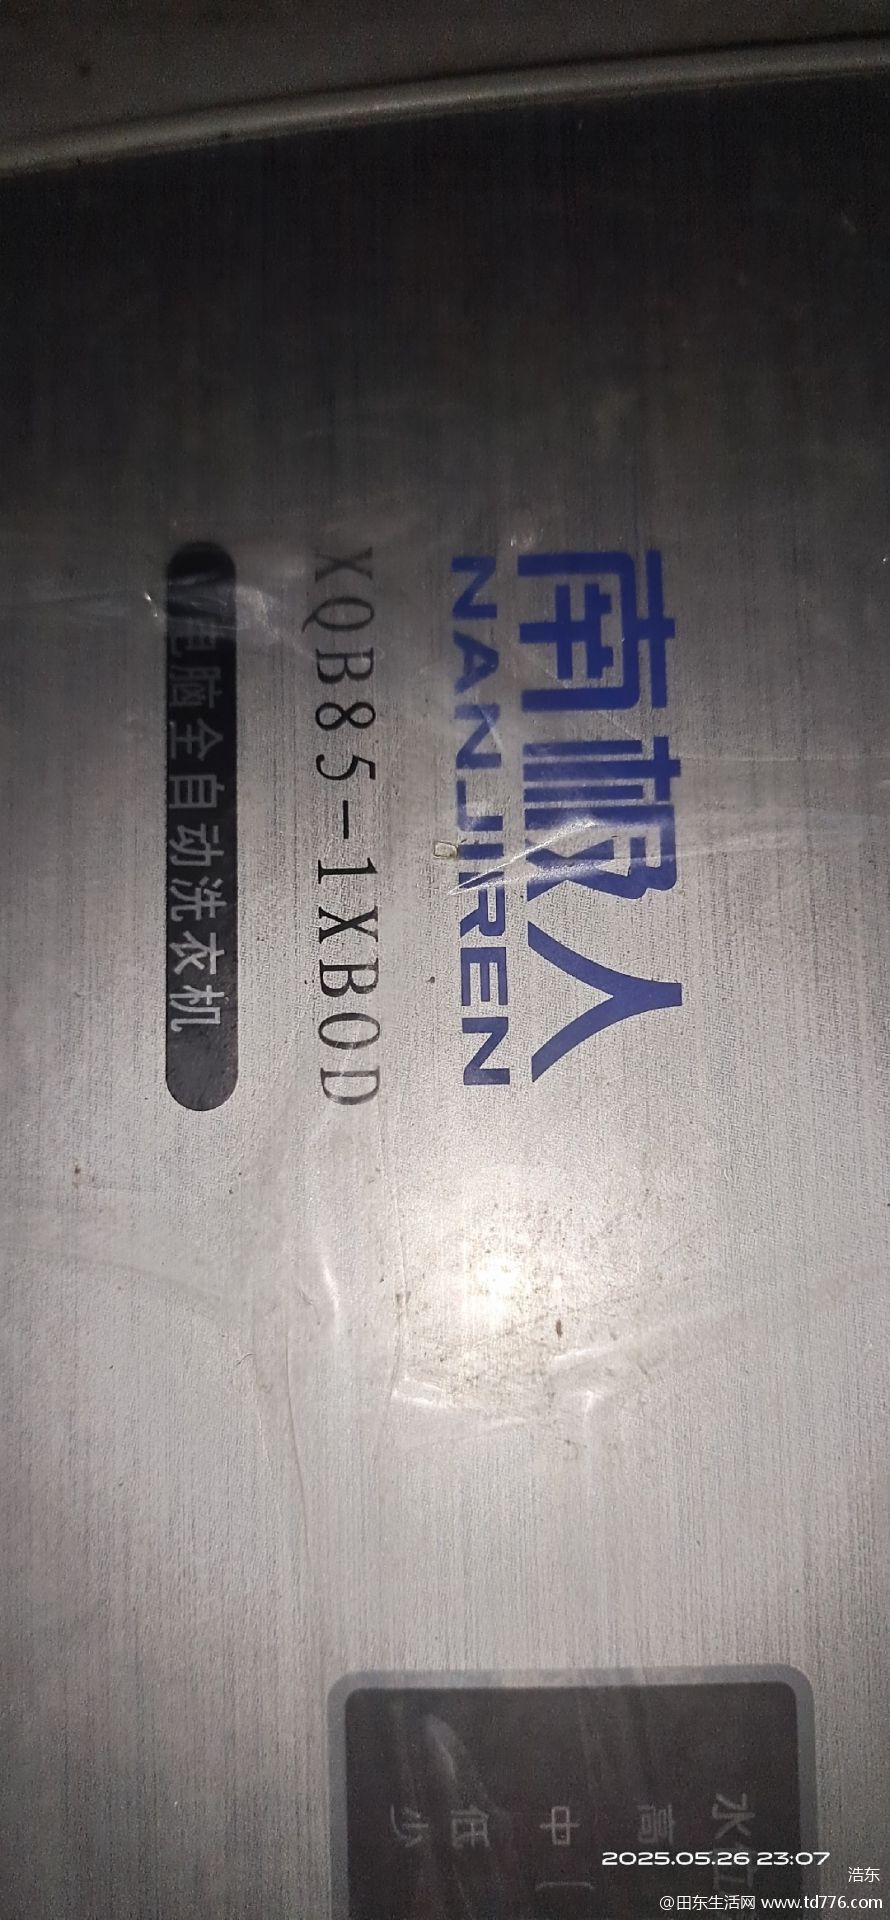 南极人
NANJIREN
XQB85-1XB0D
电脑全自动洗衣机
水位
高
中
低
少
2025.05.26 23:07
浩东
@田东生活网 www.td776.com